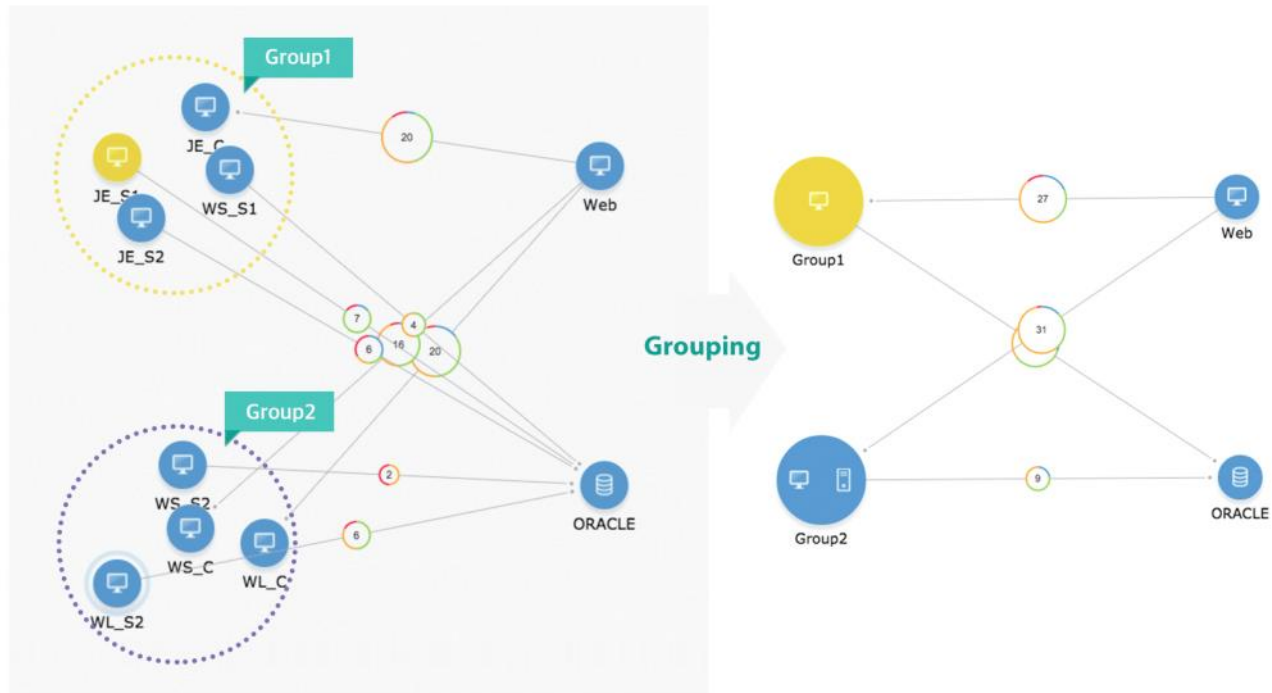 Group1
JE_C
20
JE_S1
WS_S1
Web
JE_S2
7
4
6
16
20
Group2
WS_S2
2
WS_C
6
WL_C
WL_S2
ORACLE
Grouping
Group1
27
Web
31
Group2
9
ORACLE